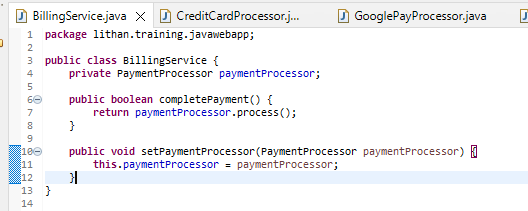 BillingService.java CreditCardProcessor.j... GooglePayProcessor.java
1 package lithan.training.javawebapp;
2
3 public class BillingService {
4 private PaymentProcessor paymentProcessor;
5
6 public boolean completePayment() {
7 return paymentProcessor.process();
8 }
9
10 public void setPaymentProcessor(PaymentProcessor paymentProcessor) {
11 this.paymentProcessor = paymentProcessor;
12 }
13 }
14